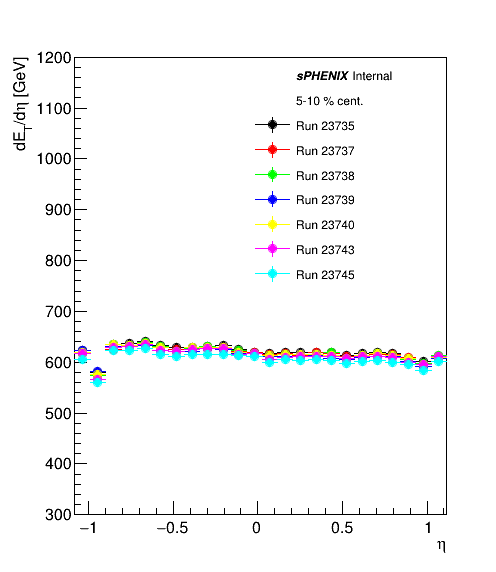 dE_T/dη [GeV]
1200
1100
1000
900
800
700
600
500
400
300
sPHENIX Internal
5-10 % cent.
Run 23735
Run 23737
Run 23738
Run 23739
Run 23740
Run 23743
Run 23745
−1 −0.5 0 0.5 1
η